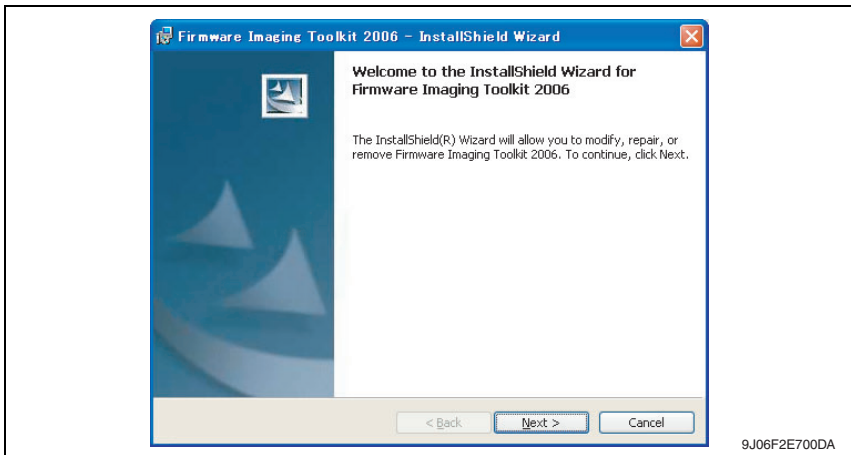 Firmware Imaging Toolkit 2006 - InstallShield Wizard
Welcome to the InstallShield Wizard for
Firmware Imaging Toolkit 2006
The InstallShield(R) Wizard will allow you to modify, repair, or
remove Firmware Imaging Toolkit 2006. To continue, click Next.
< Back Next > Cancel
9J06F2E700DA